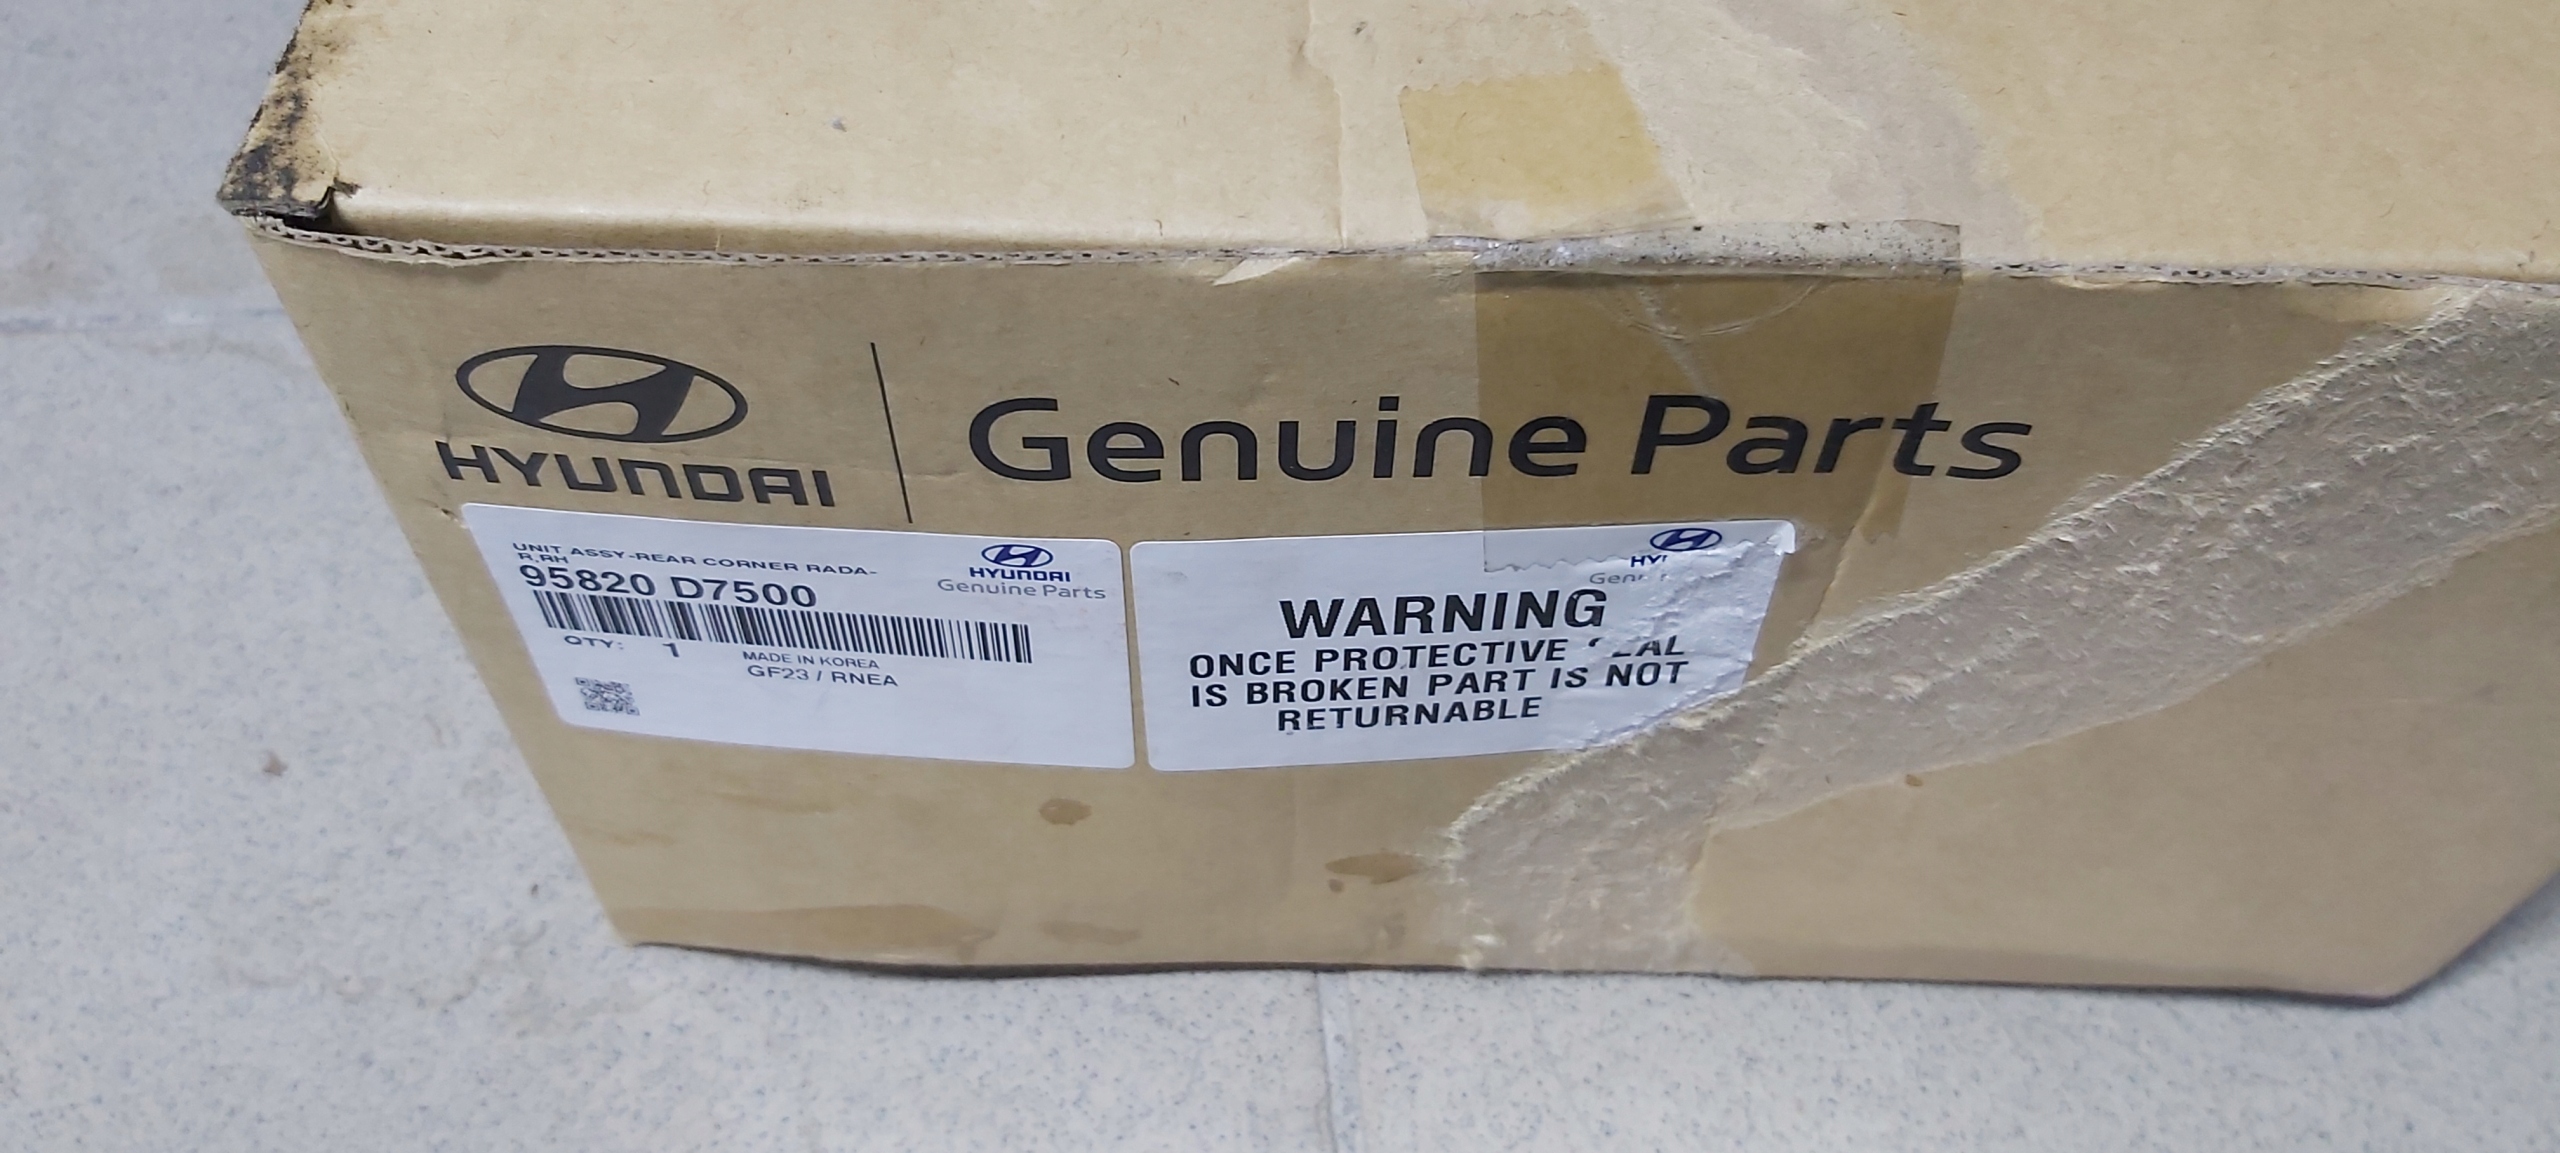 HYUNDAI
Genuine Parts
UNIT ASSY-REAR CORNER RADA-
R,RH
95820 D7500
HYUNDAI
Genuine Parts
QTY: 1
MADE IN KOREA
GF23 / RNEA
WARNING
ONCE PROTECTIVE
IS BROKEN PART IS NOT
RETURNABLE